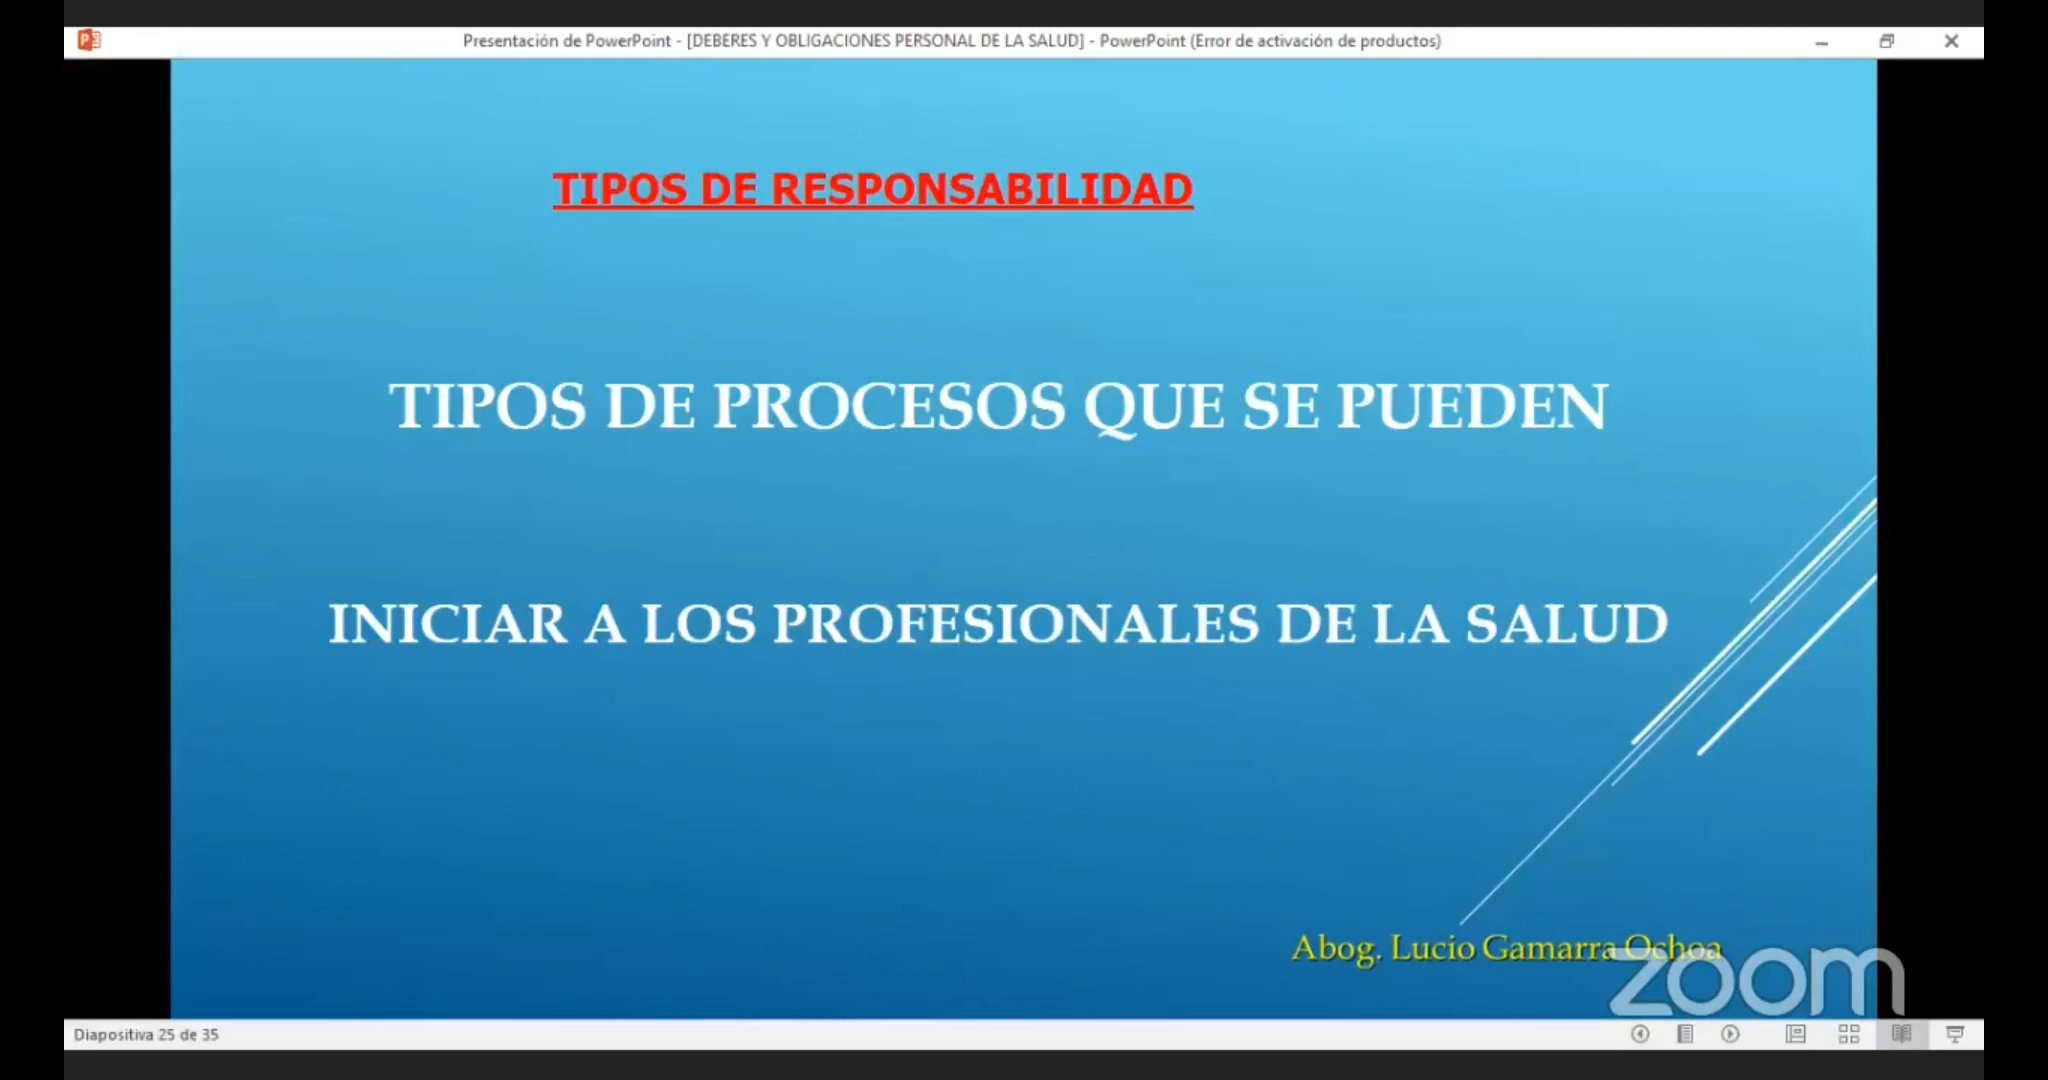 Presentación de PowerPoint - [DEBERES Y OBLIGACIONES PERSONAL DE LA SALUD] - PowerPoint (Error de activación de productos)
TIPOS DE RESPONSABILIDAD
TIPOS DE PROCESOS QUE SE PUEDEN
INICIAR A LOS PROFESIONALES DE LA SALUD
Abog. Lucio Gamarra Ochoa
zoom
Diapositiva 25 de 35